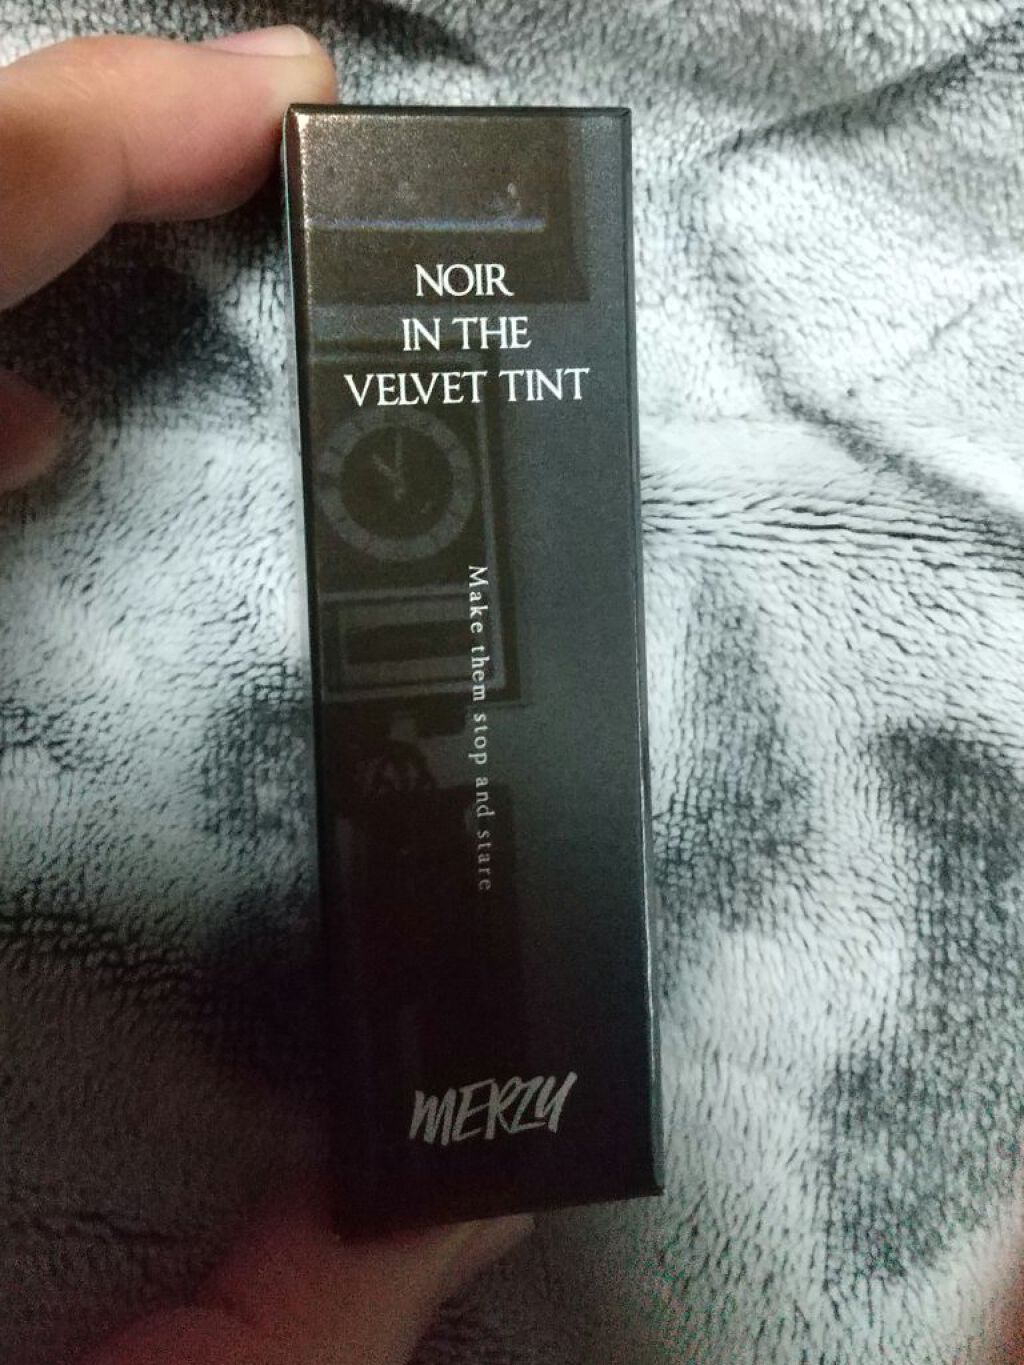 NOIR
IN THE
VELVET TINT
Make them stop and stare
MERZY